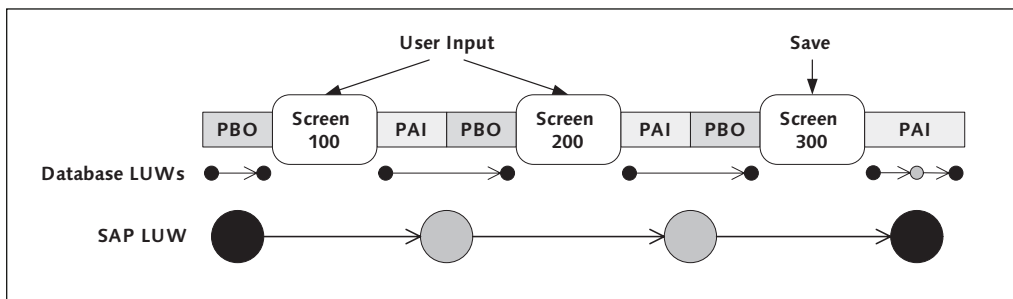 User Input
Save
PBO
Screen
100
PAI
PBO
Screen
200
PAI
PBO
Screen
300
PAI
Database LUWs
SAP LUW